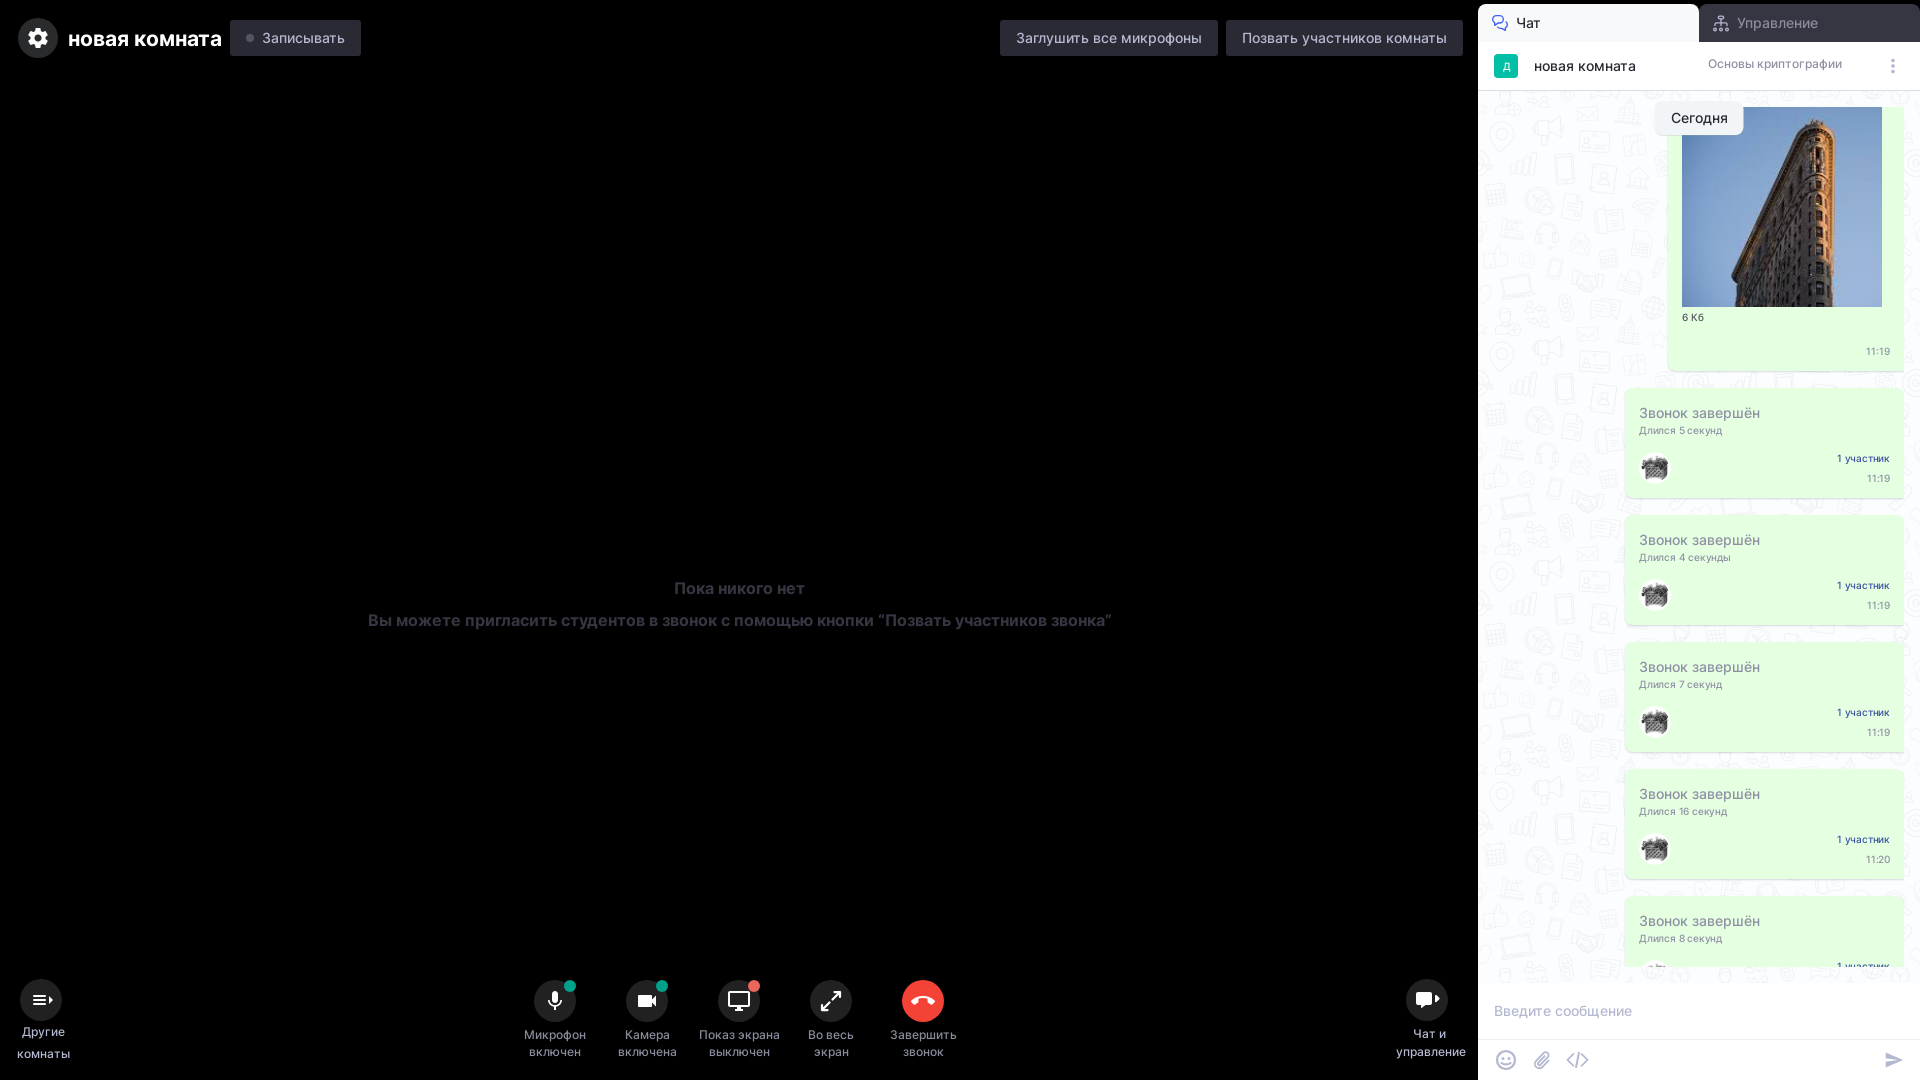 новая комната
Записывать
Заглушить все микрофоны
Позвать участников комнаты
Чат
Управление
Д
новая комната
Основы криптографии
Сегодня
6 Кб
11:19
Звонок завершён
Длился 5 секунд
1 участник
11:19
Звонок завершён
Длился 4 секунды
1 участник
11:19
Звонок завершён
Длился 7 секунд
1 участник
11:19
Звонок завершён
Длился 16 секунд
1 участник
11:20
Звонок завершён
Длился 8 секунд
1 участник
Пока никого нет
Вы можете пригласить студентов в звонок с помощью кнопки “Позвать участников звонка”
Другие
комнаты
Микрофон
включен
Камера
включена
Показ экрана
выключен
Во весь
экран
Завершить
звонок
Чат и
управление
Введите сообщение